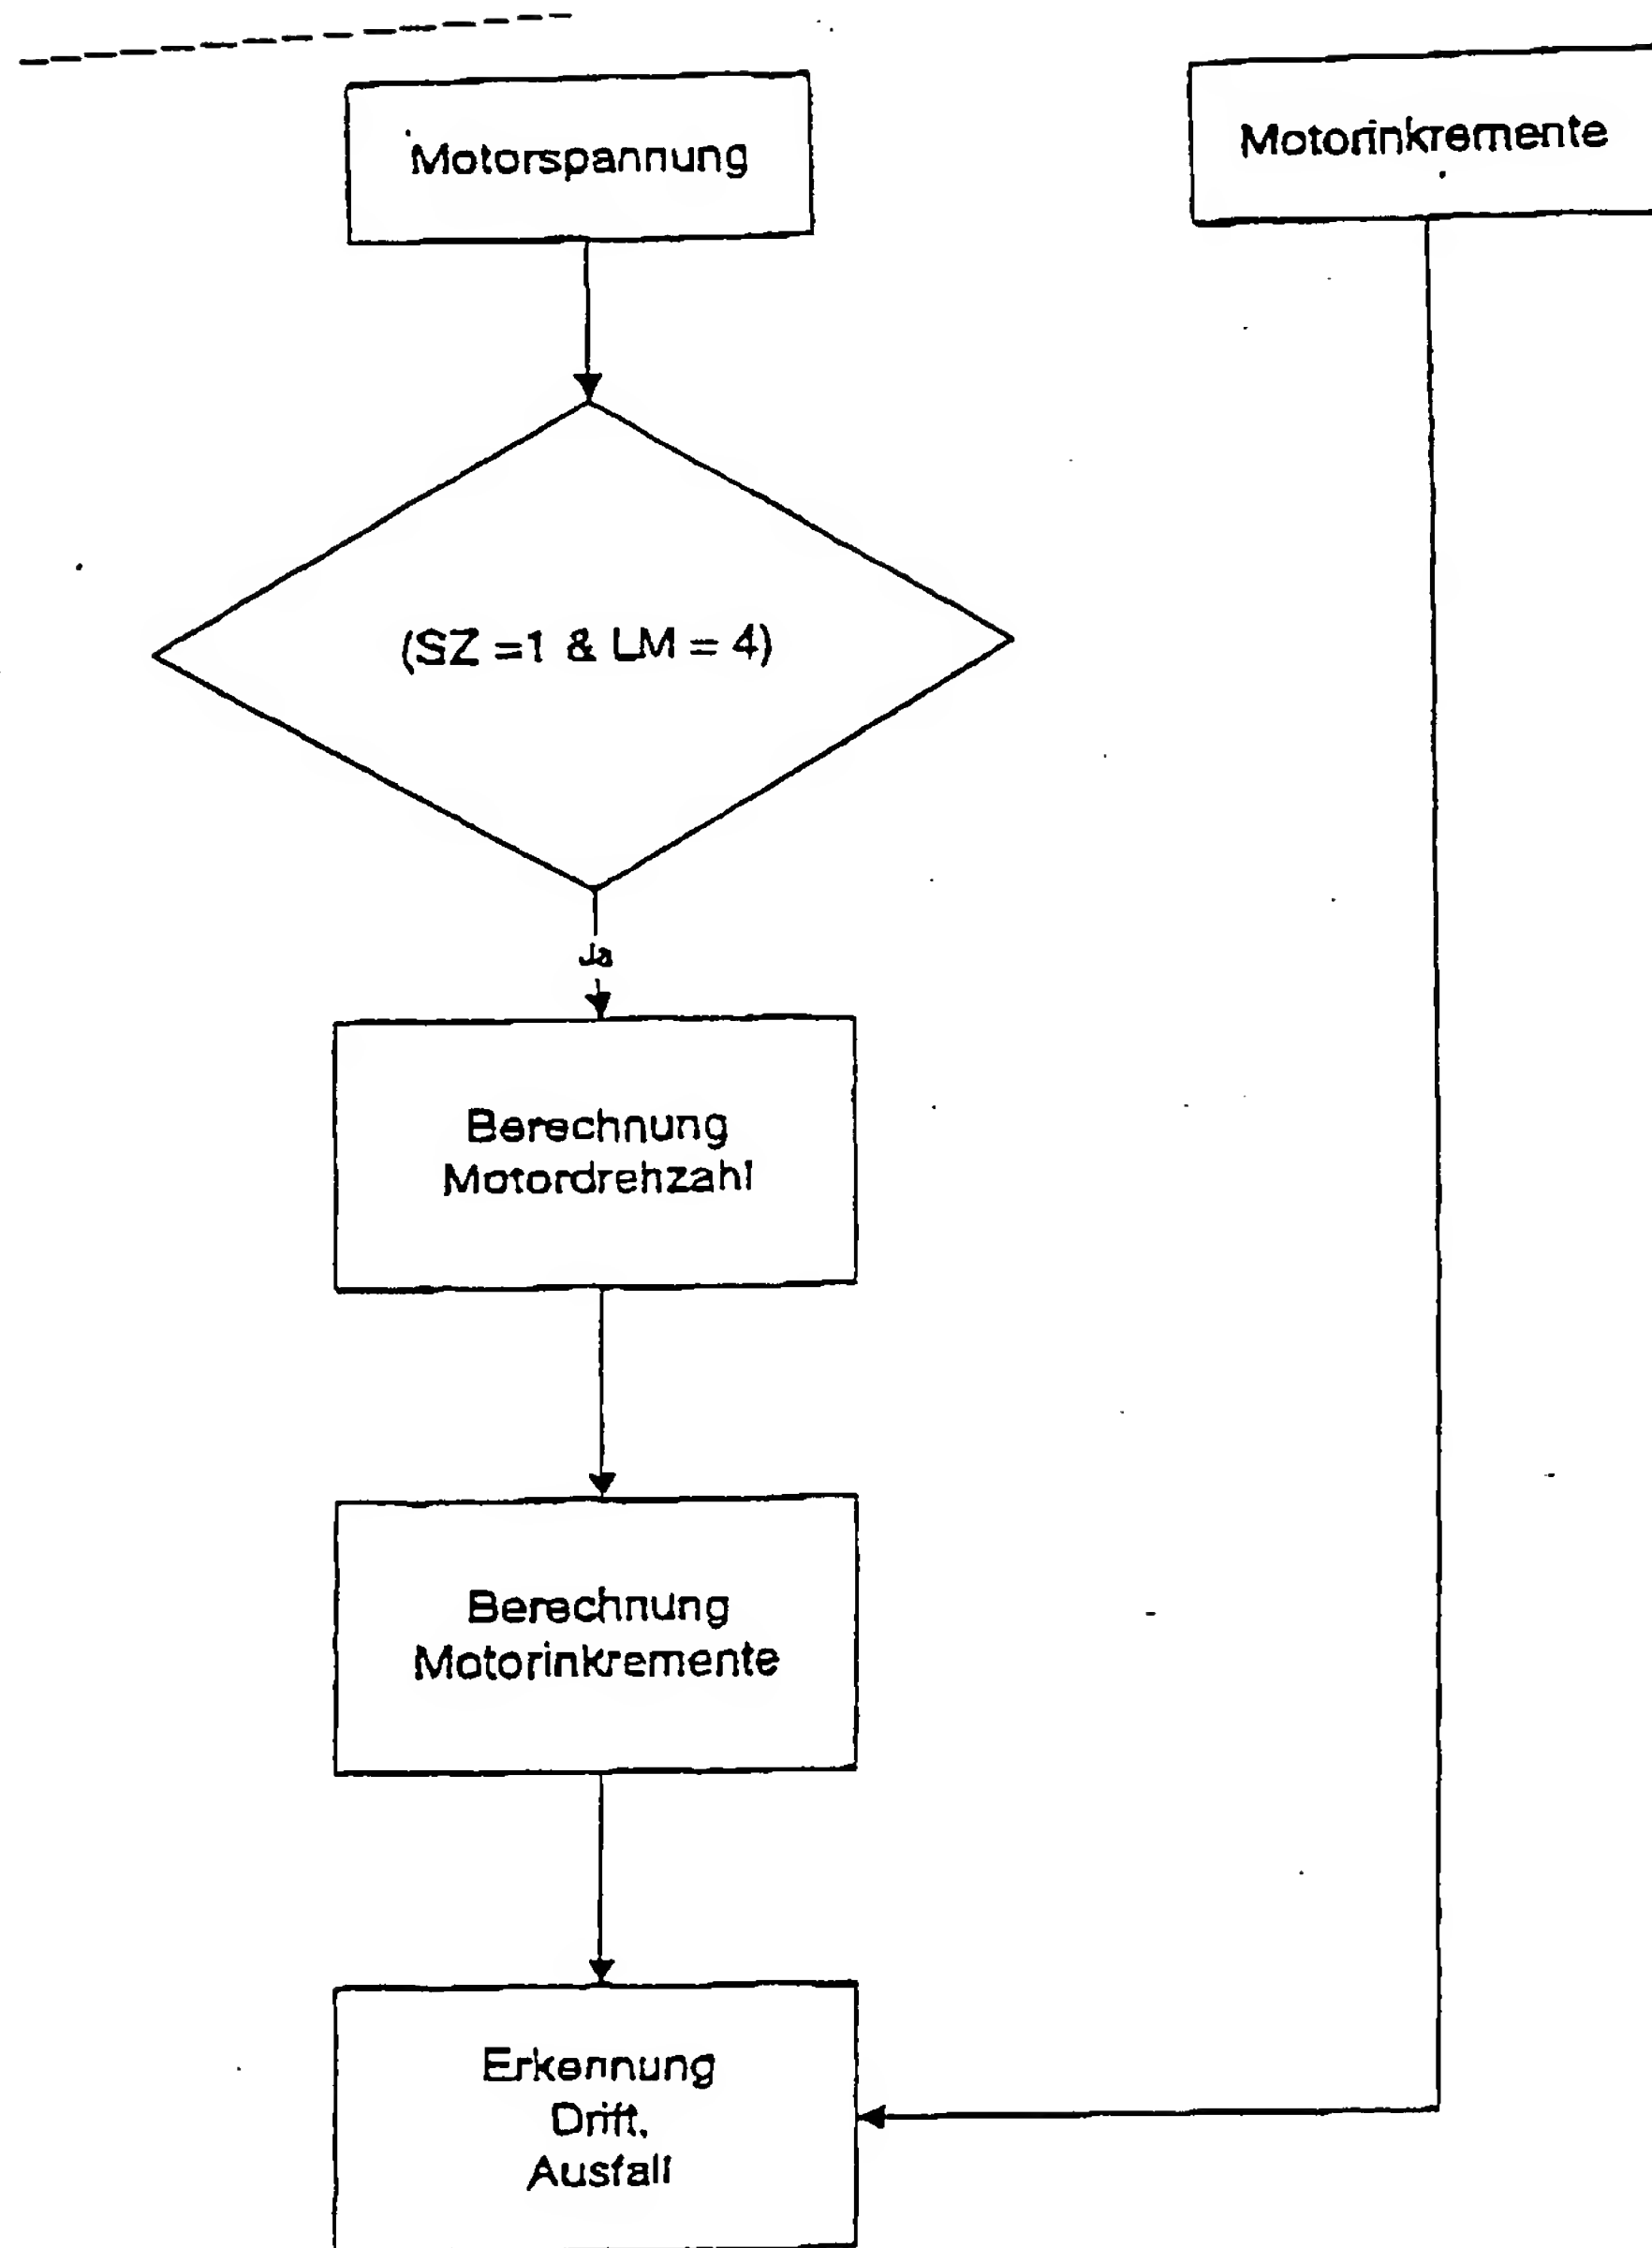 Motorspannung
Motorinkremente
(SZ =1 & LM = 4)
Ja
Berechnung
Motordrehzahl
Berechnung
Motorinkremente
Erkennung
Drift,
Ausfall